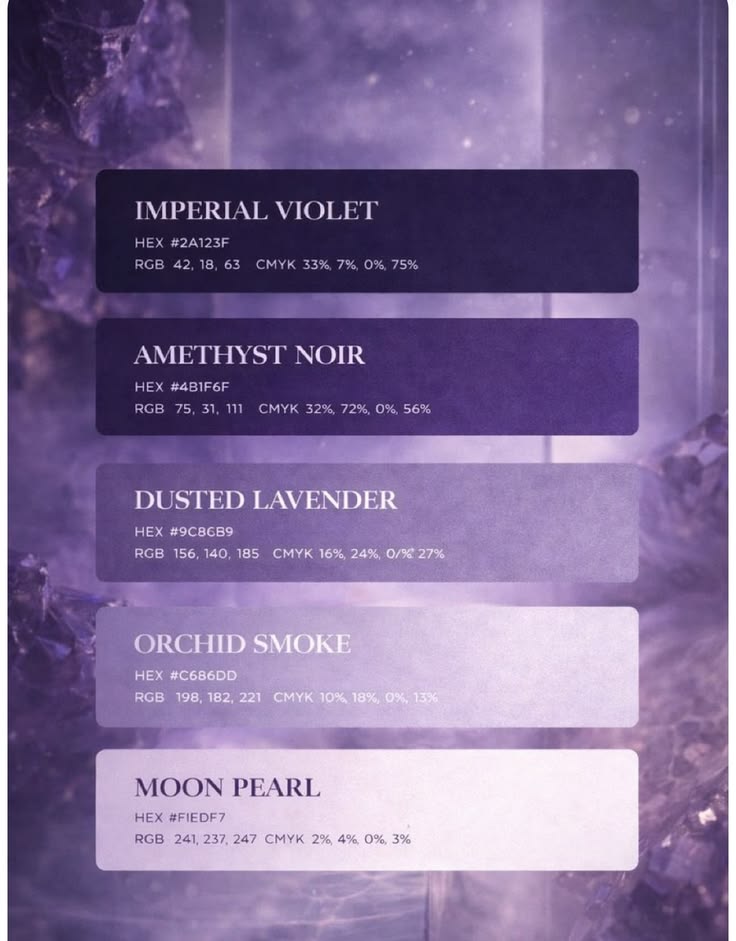 IMPERIAL VIOLET
HEX #2A123F
RGB 42, 18, 63 CMYK 33%, 7%, 0%, 75%
AMETHYST NOIR
HEX #4B1F6F
RGB 75, 31, 111 CMYK 32%, 72%, 0%, 56%
DUSTED LAVENDER
HEX #9C86B9
RGB 156, 140, 185 CMYK 16%, 24%, 0/%% 27%
ORCHID SMOKE
HEX #C686DD
RGB 198, 182, 221 CMYK 10%, 18%, 0%, 13%
MOON PEARL
HEX #F1EDF7
RGB 241, 237, 247 CMYK 2%, 4%, 0%, 3%